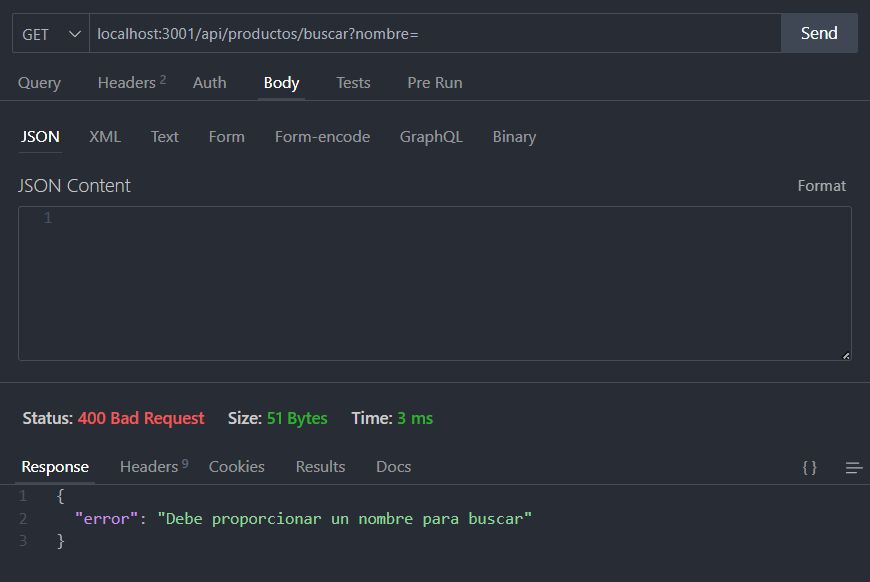 GET localhost:3001/api/productos/buscar?nombre= Send
Query Headers 2 Auth Body Tests Pre Run
JSON XML Text Form Form-encode GraphQL Binary
JSON Content Format
1
Status: 400 Bad Request Size: 51 Bytes Time: 3 ms
Response Headers 9 Cookies Results Docs {}
1 {
2 "error": "Debe proporcionar un nombre para buscar"
3 }